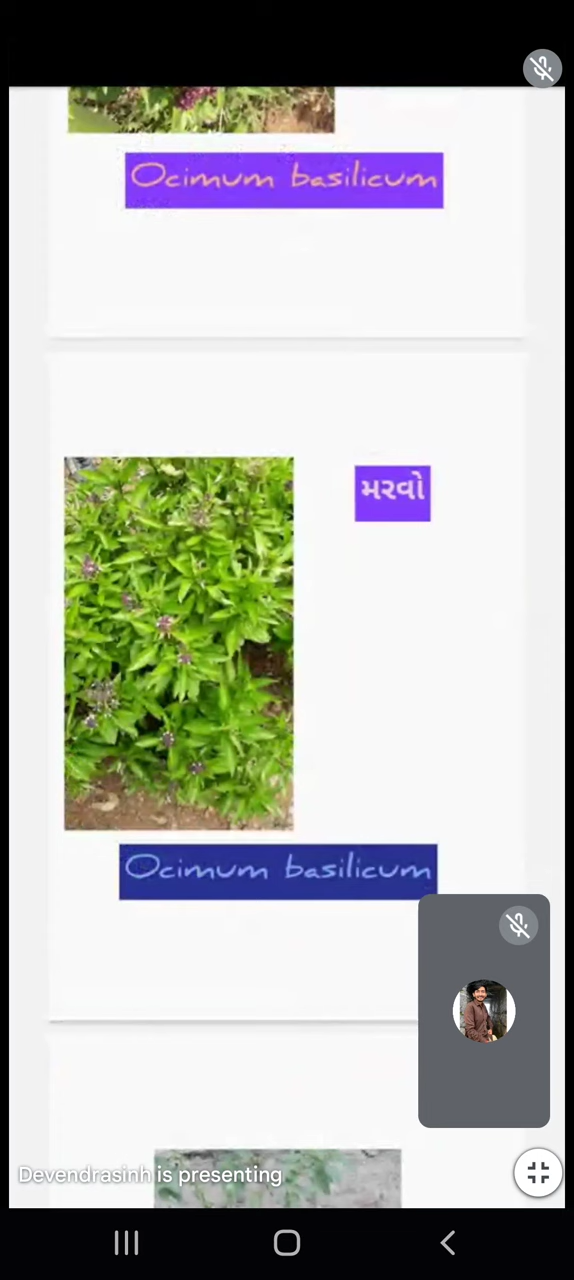 Ocimum basilicum
મરવો
Ocimum basilicum
Devendrasinh is presenting